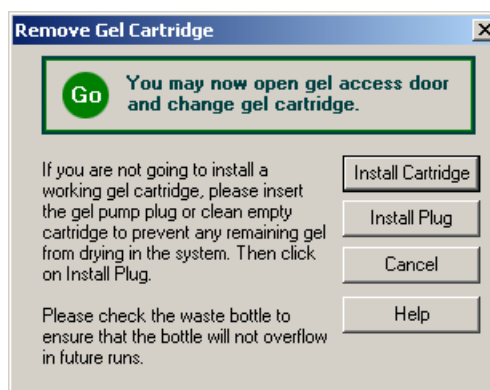 Remove Gel Cartridge
Go
You may now open gel access door
and change gel cartridge.
If you are not going to install a
working gel cartridge, please insert
the gel pump plug or clean empty
cartridge to prevent any remaining gel
from drying in the system. Then click
on Install Plug.
Please check the waste bottle to
ensure that the bottle will not overflow
in future runs.
Install Cartridge
Install Plug
Cancel
Help